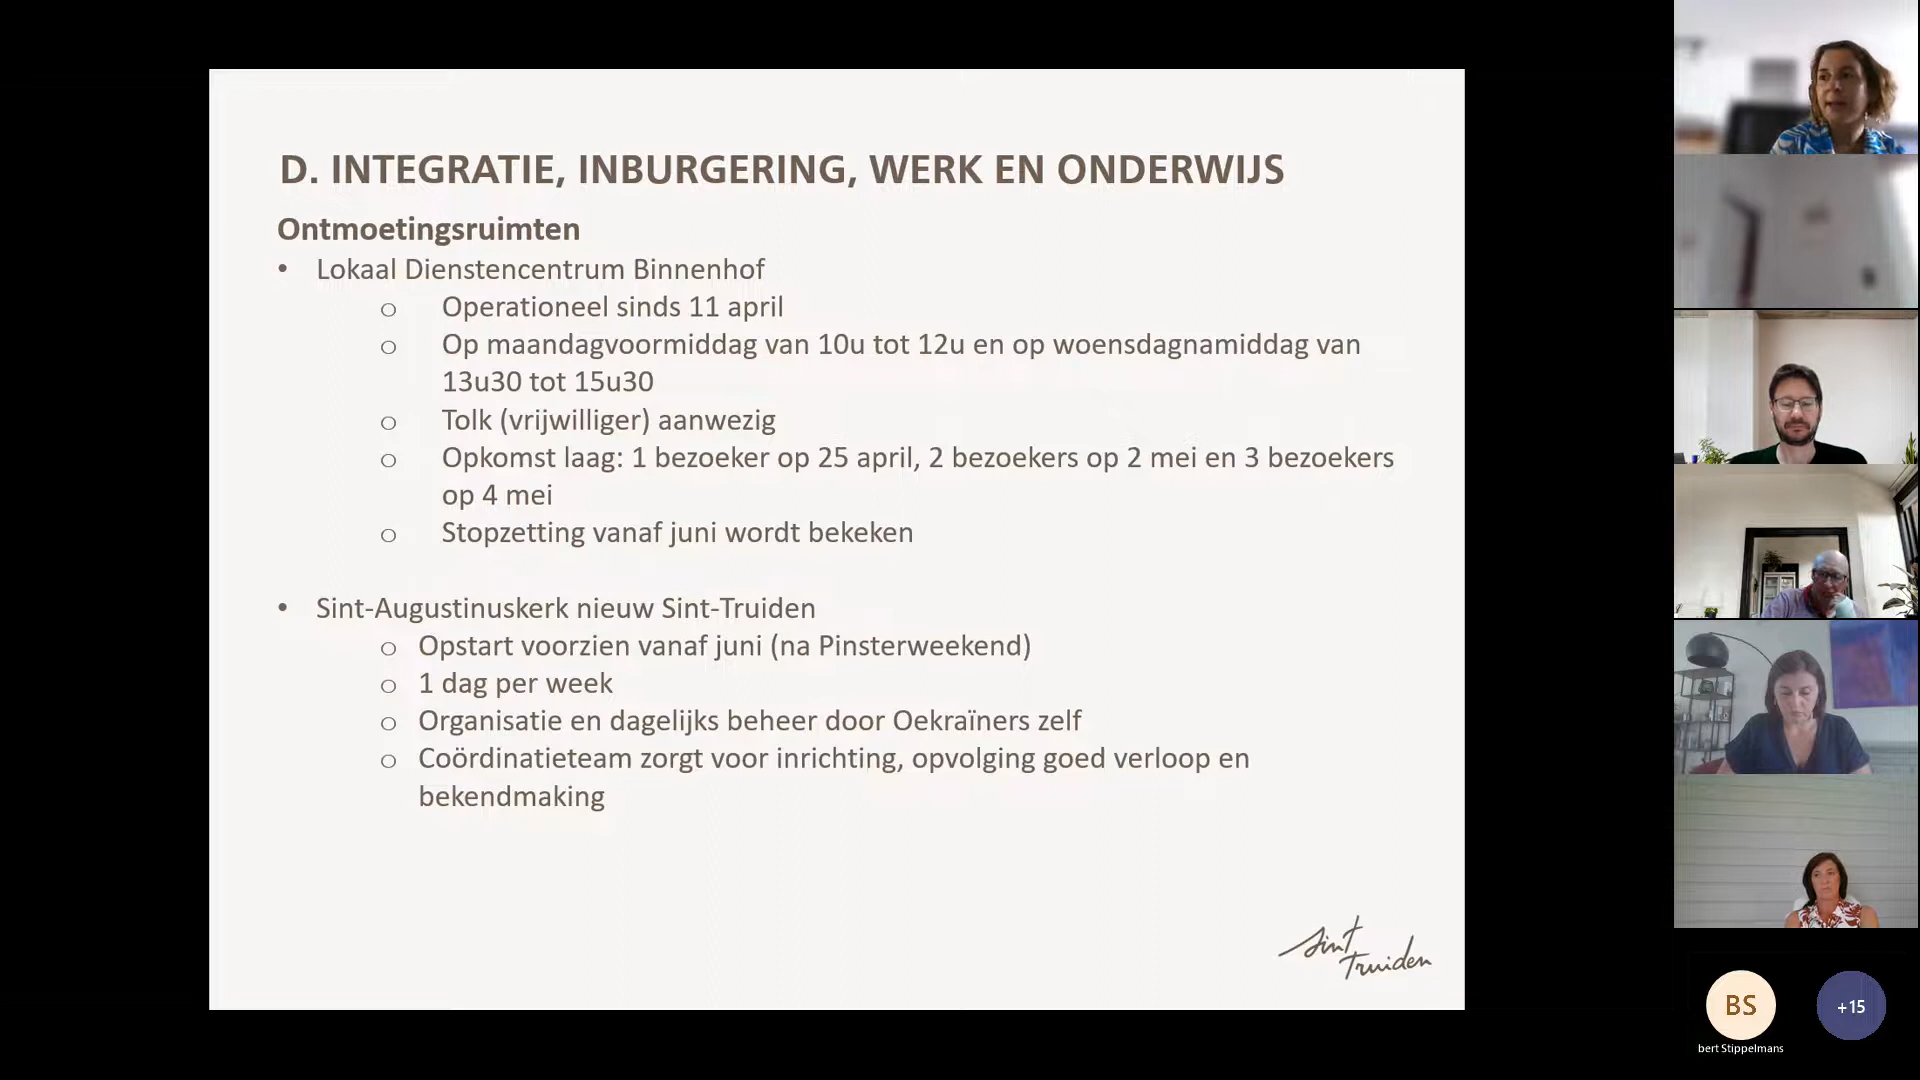 D. INTEGRATIE, INBURGERING, WERK EN ONDERWIJS
Ontmoetingsruimten
• Lokaal Dienstencentrum Binnenhof
o Operationeel sinds 11 april
o Op maandagvoormiddag van 10u tot 12u en op woensdagnamiddag van
13u30 tot 15u30
o Tolk (vrijwilliger) aanwezig
o Opkomst laag: 1 bezoeker op 25 april, 2 bezoekers op 2 mei en 3 bezoekers
op 4 mei
o Stopzetting vanaf juni wordt bekeken
• Sint-Augustinuskerk nieuw Sint-Truiden
o Opstart voorzien vanaf juni (na Pinsterweekend)
o 1 dag per week
o Organisatie en dagelijks beheer door Oekraïners zelf
o Coördinatieteam zorgt voor inrichting, opvolging goed verloop en
bekendmaking
Sint
Truiden
BS
+15
bert Stippelmans